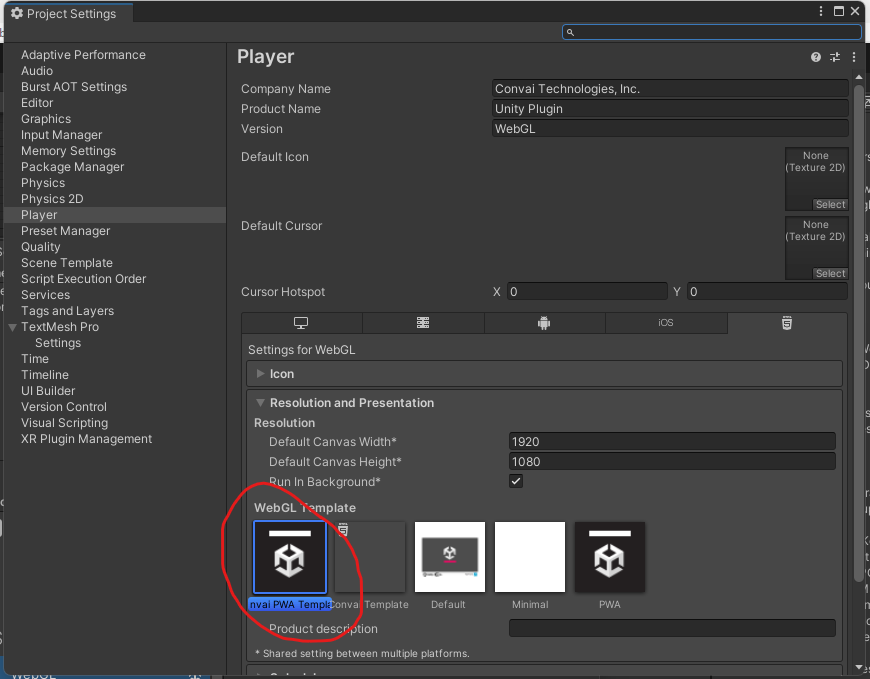 Project Settings
Adaptive Performance
Audio
Burst AOT Settings
Editor
Graphics
Input Manager
Memory Settings
Package Manager
Physics
Physics 2D
Player
Preset Manager
Quality
Scene Template
Script Execution Order
Services
Tags and Layers
TextMesh Pro
Settings
Time
Timeline
UI Builder
Version Control
Visual Scripting
XR Plugin Management
Player
Company Name Convai Technologies, Inc.
Product Name Unity Plugin
Version WebGL
Default Icon None
(Texture 2D)
Select
Default Cursor None
(Texture 2D)
Select
Cursor Hotspot X 0 Y 0
iOS
Settings for WebGL
Icon
Resolution and Presentation
Resolution
Default Canvas Width* 1920
Default Canvas Height* 1080
Run In Background*
WebGL Template
nvai PWA Templa Convai Template Default Minimal PWA
Product description
* Shared setting between multiple platforms.
WebGL